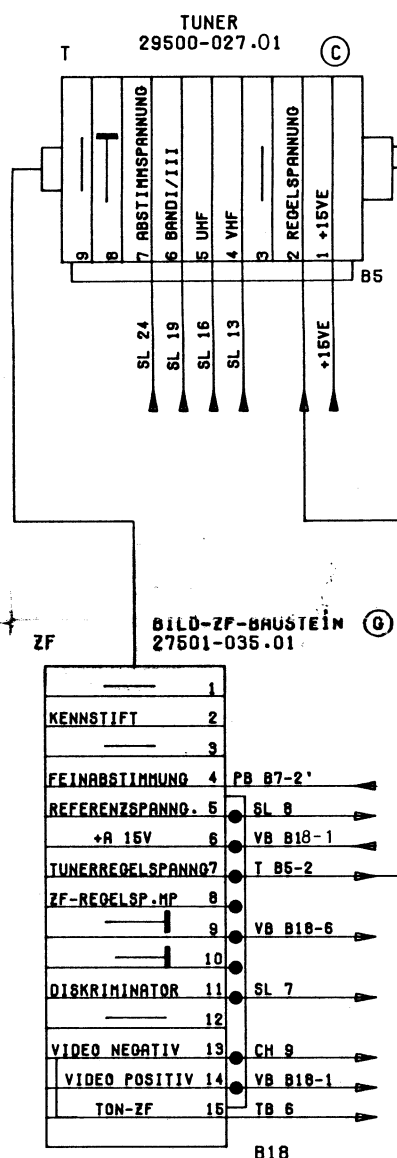 TUNER
29500-027.01
T
C
9
8
7 ABSTIMMSPANNUNG
6 BANDI/III
5 UHF
4 VHF
3
2 REGELSPANNUNG
1 +15VE
B5
SL 24
SL 19
SL 16
SL 13
+15VE
BILD-ZF-BAUSTEIN G
27501-035.01
ZF
1
KENNSTIFT 2
3
FEINABSTIMMUNG 4 PB B7-2'
REFERENZSPANNG. 5 SL 8
+A 15V 6 VB B18-1
TUNERREGELSPANNG7 T B5-2
ZF-REGELSP.MP 8
9 VB B18-6
10
DISKRIMINATOR 11 SL 7
12
VIDEO NEGATIV 13 CH 9
VIDEO POSITIV 14 VB B18-1
TON-ZF 15 TB 6
B18